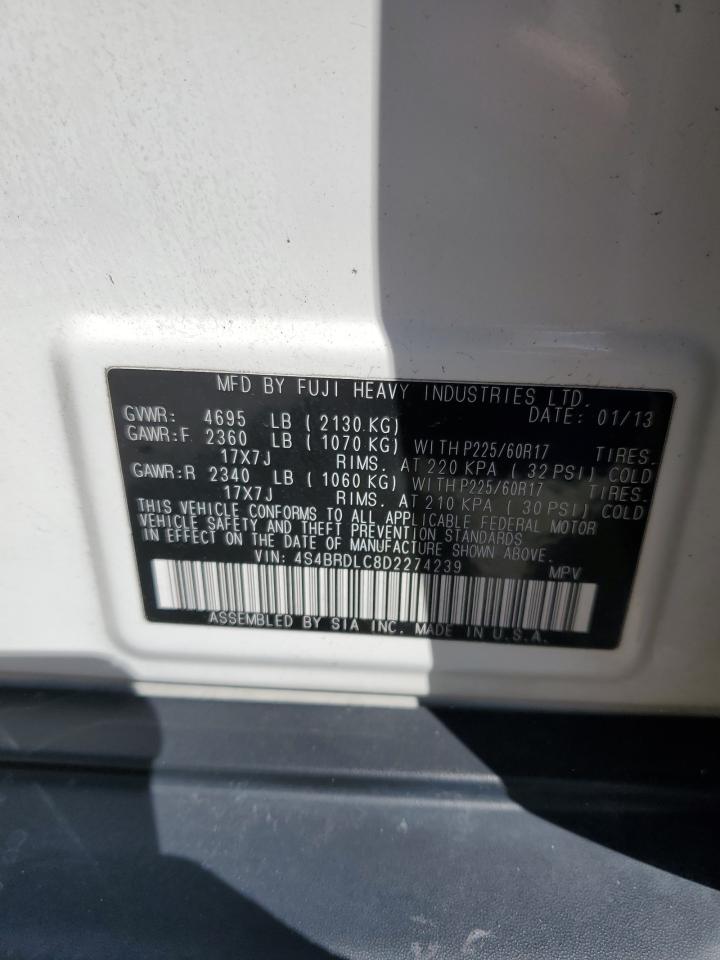 MFD BY FUJI HEAVY INDUSTRIES LTD.
GVWR: 4695 LB ( 2130 KG) DATE: 01/13
GAWR:F 2360 LB ( 1070 KG) WITH P225/60R17 TIRES.
17X7J RIMS. AT 220 KPA ( 32 PSI) COLD
GAWR:R 2340 LB ( 1060 KG) WITH P225/60R17 TIRES.
17X7J RIMS. AT 210 KPA ( 30 PSI) COLD
THIS VEHICLE CONFORMS TO ALL APPLICABLE FEDERAL MOTOR
VEHICLE SAFETY AND THEFT PREVENTION STANDARDS
IN EFFECT ON THE DATE OF MANUFACTURE SHOWN ABOVE.
VIN: 4S4BRDLC8D2274239 MPV
ASSEMBLED BY SIA INC. MADE IN U.S.A.